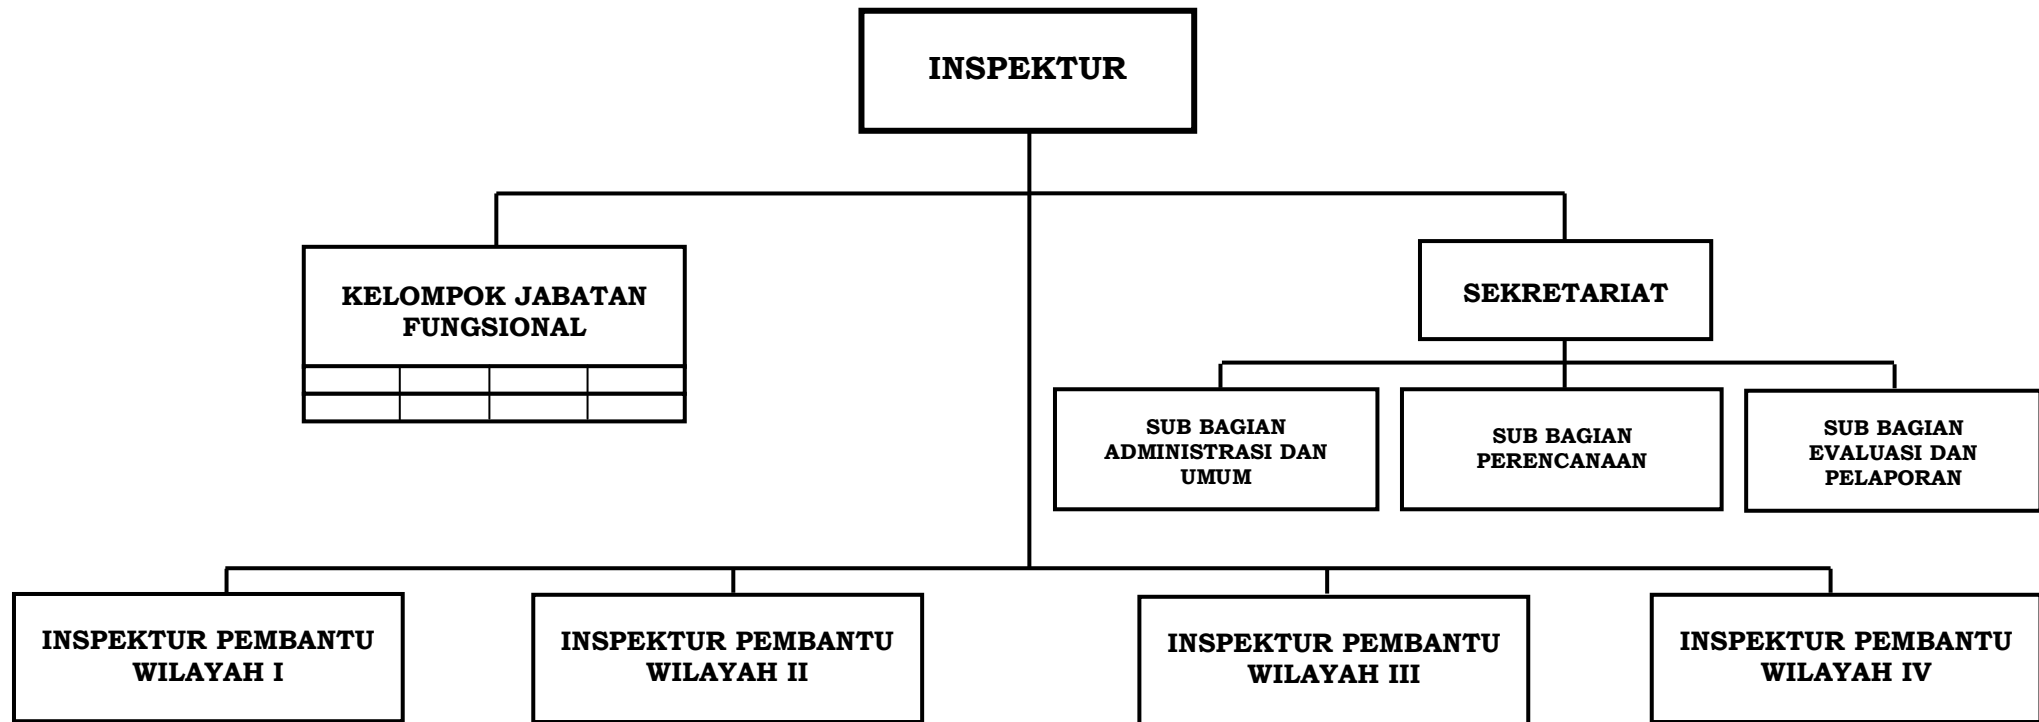 INSPEKTUR
KELOMPOK JABATAN
FUNGSIONAL
SEKRETARIAT
SUB BAGIAN
ADMINISTRASI DAN
UMUM
SUB BAGIAN
PERENCANAAN
SUB BAGIAN
EVALUASI DAN
PELAPORAN
INSPEKTUR PEMBANTU
WILAYAH I
INSPEKTUR PEMBANTU
WILAYAH II
INSPEKTUR PEMBANTU
WILAYAH III
INSPEKTUR PEMBANTU
WILAYAH IV